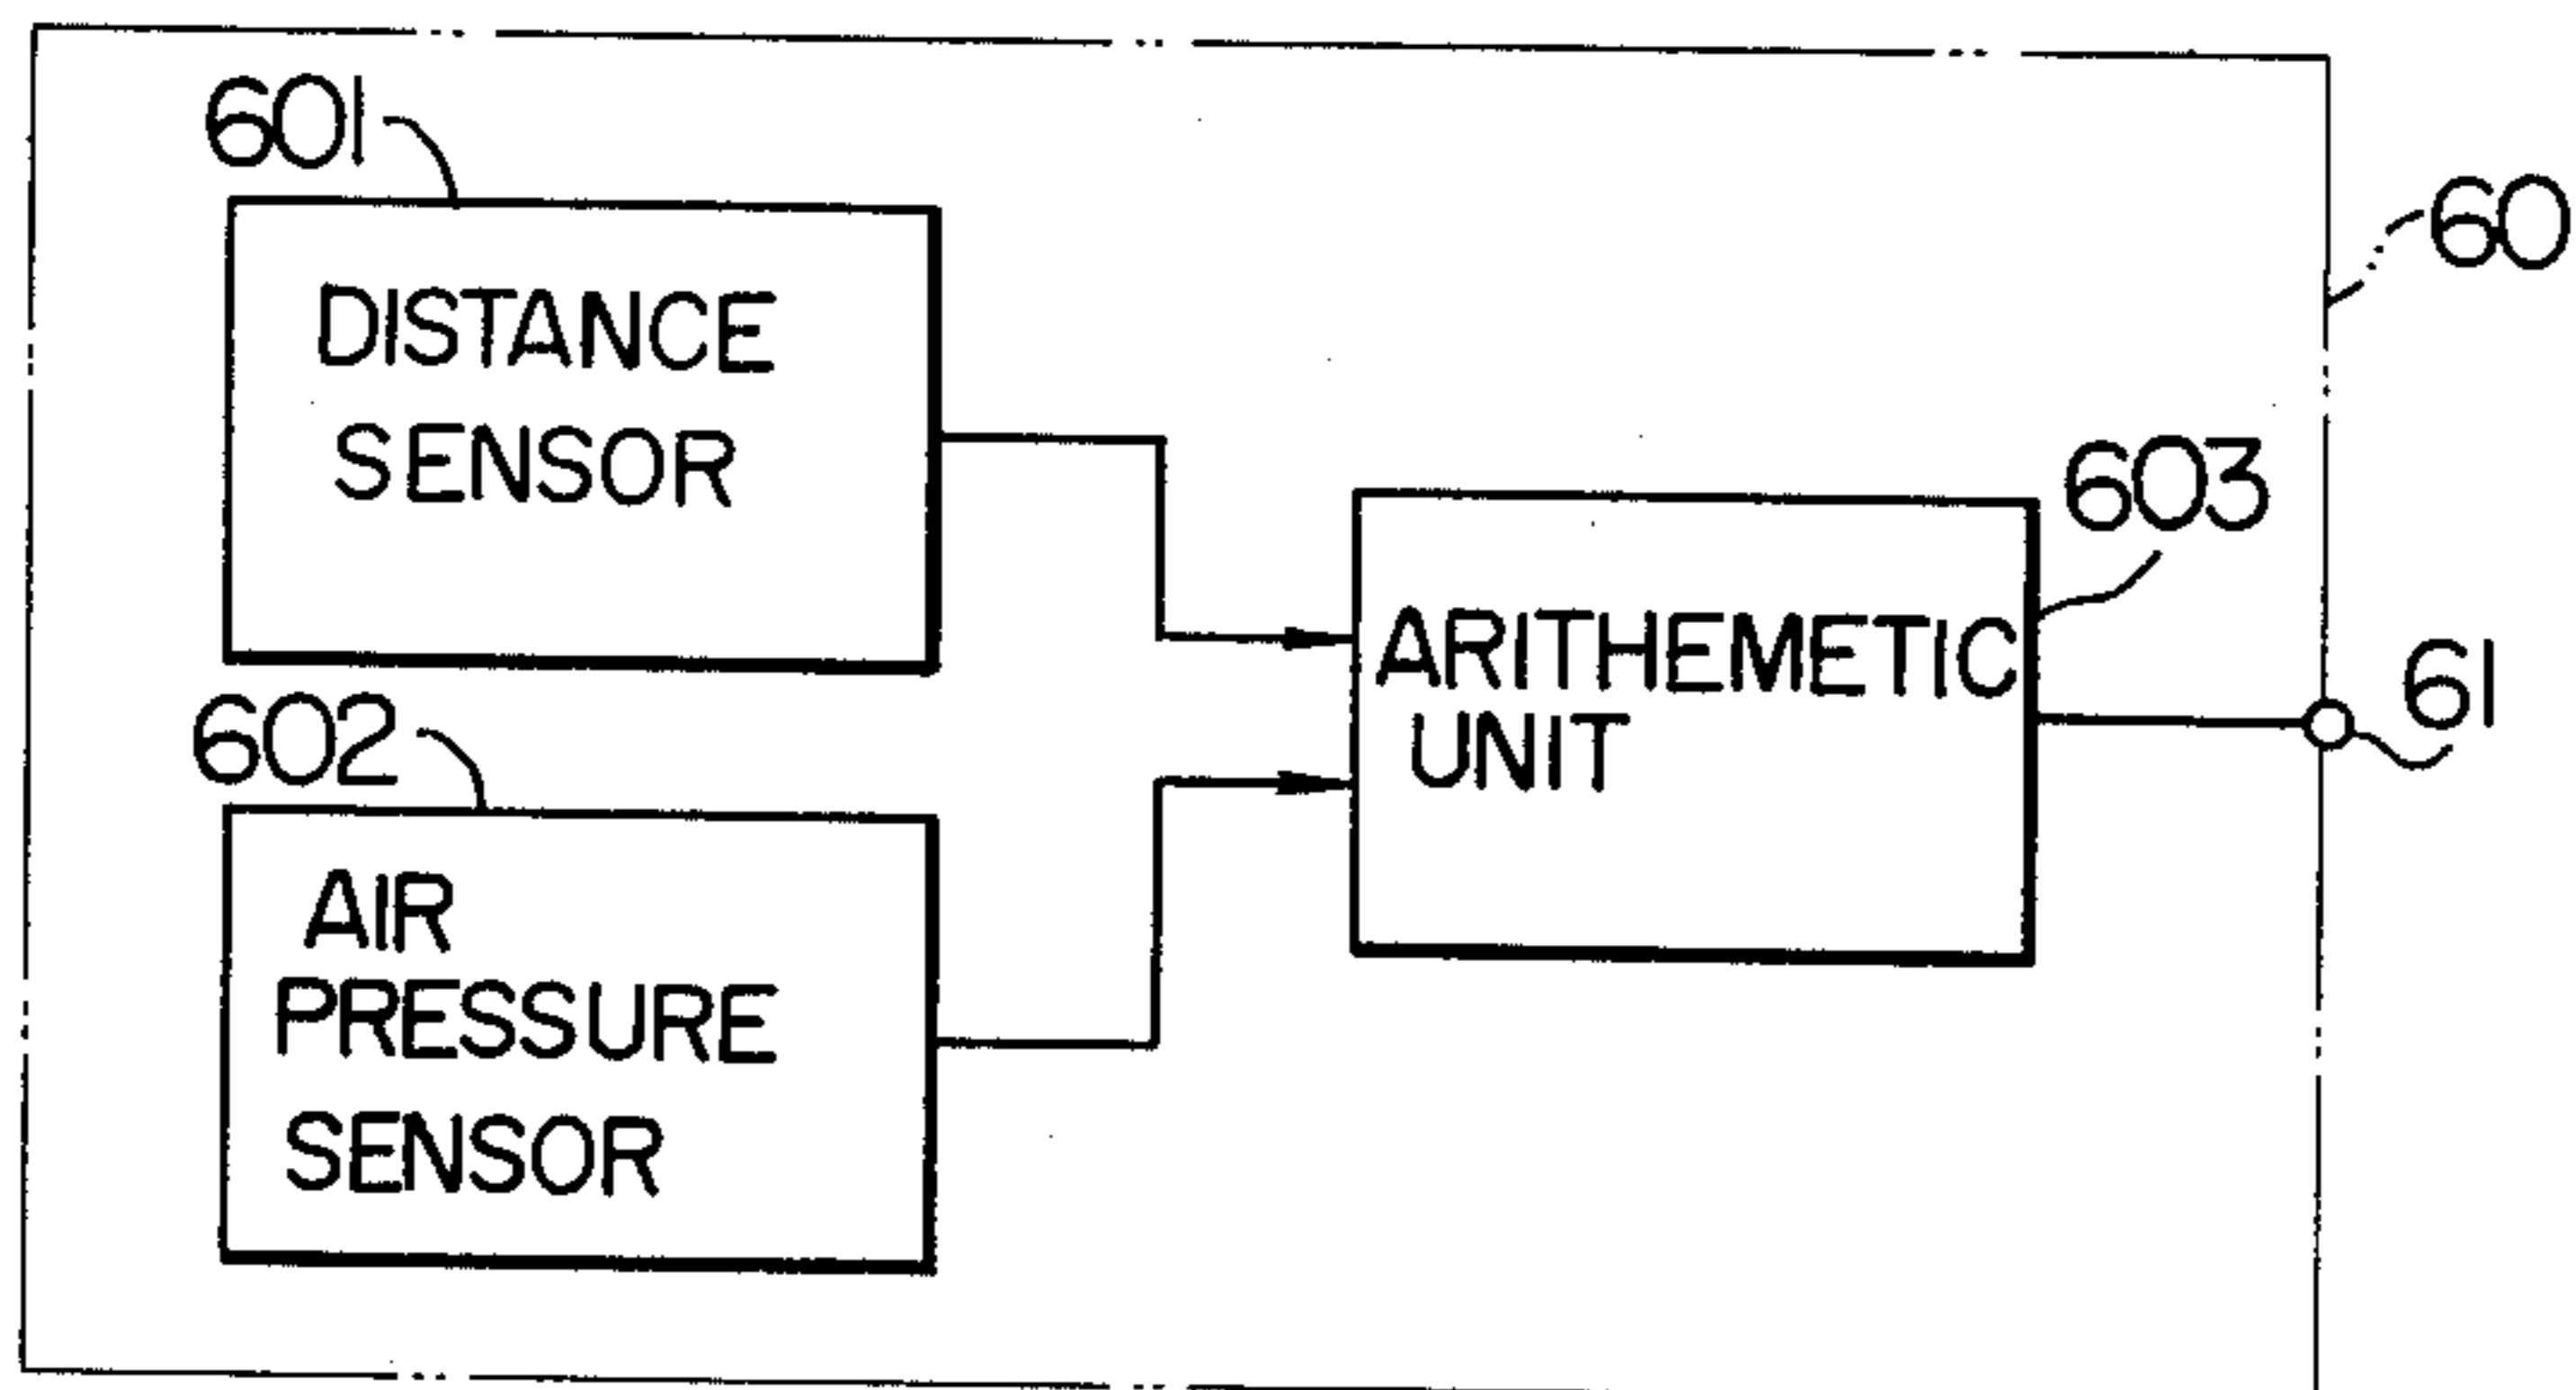 601
DISTANCE
SENSOR
60
603
ARITHEMETIC
UNIT
61
602
AIR
PRESSURE
SENSOR